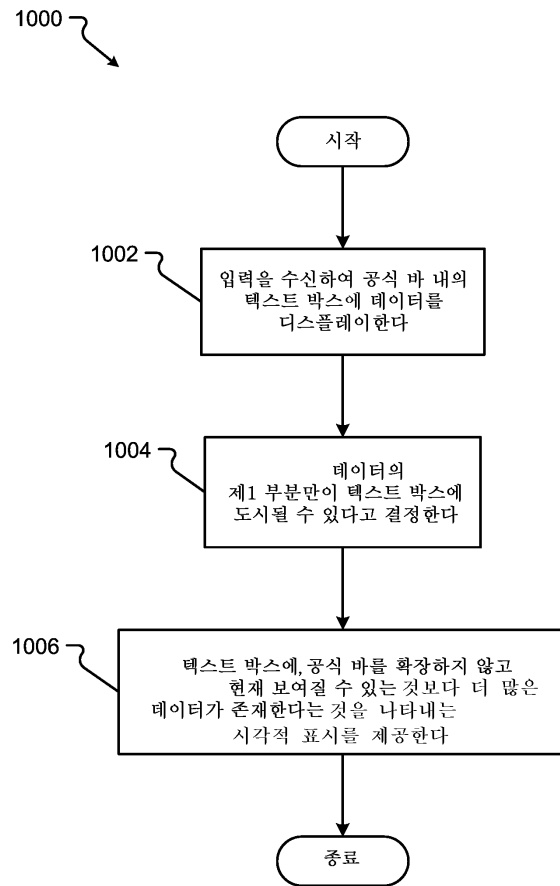 1000
시작
1002
입력을 수신하여 공식 바 내의
텍스트 박스에 데이터를
디스플레이한다
1004
데이터의
제1 부분만이 텍스트 박스에
도시될 수 있다고 결정한다
1006
텍스트 박스에, 공식 바를 확장하지 않고
현재 보여질 수 있는 것보다 더 많은
데이터가 존재한다는 것을 나타내는
시각적 표시를 제공한다
종료